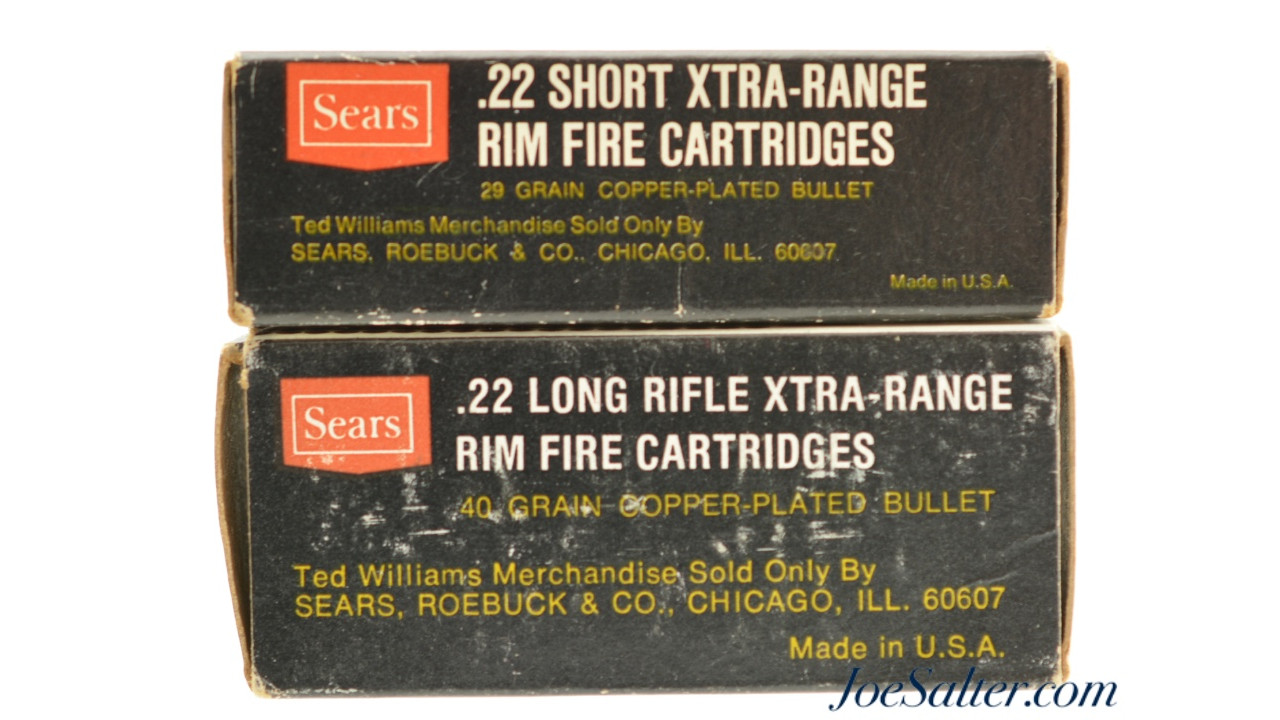 Sears
.22 SHORT XTRA-RANGE
RIM FIRE CARTRIDGES
29 GRAIN COPPER-PLATED BULLET
Ted Williams Merchandise Sold Only By
SEARS, ROEBUCK & CO., CHICAGO, ILL. 60607
Made in U.S.A.
Sears
.22 LONG RIFLE XTRA-RANGE
RIM FIRE CARTRIDGES
40 GRAIN COPPER-PLATED BULLET
Ted Williams Merchandise Sold Only By
SEARS, ROEBUCK & CO., CHICAGO, ILL. 60607
Made in U.S.A.
JoeSalter.com